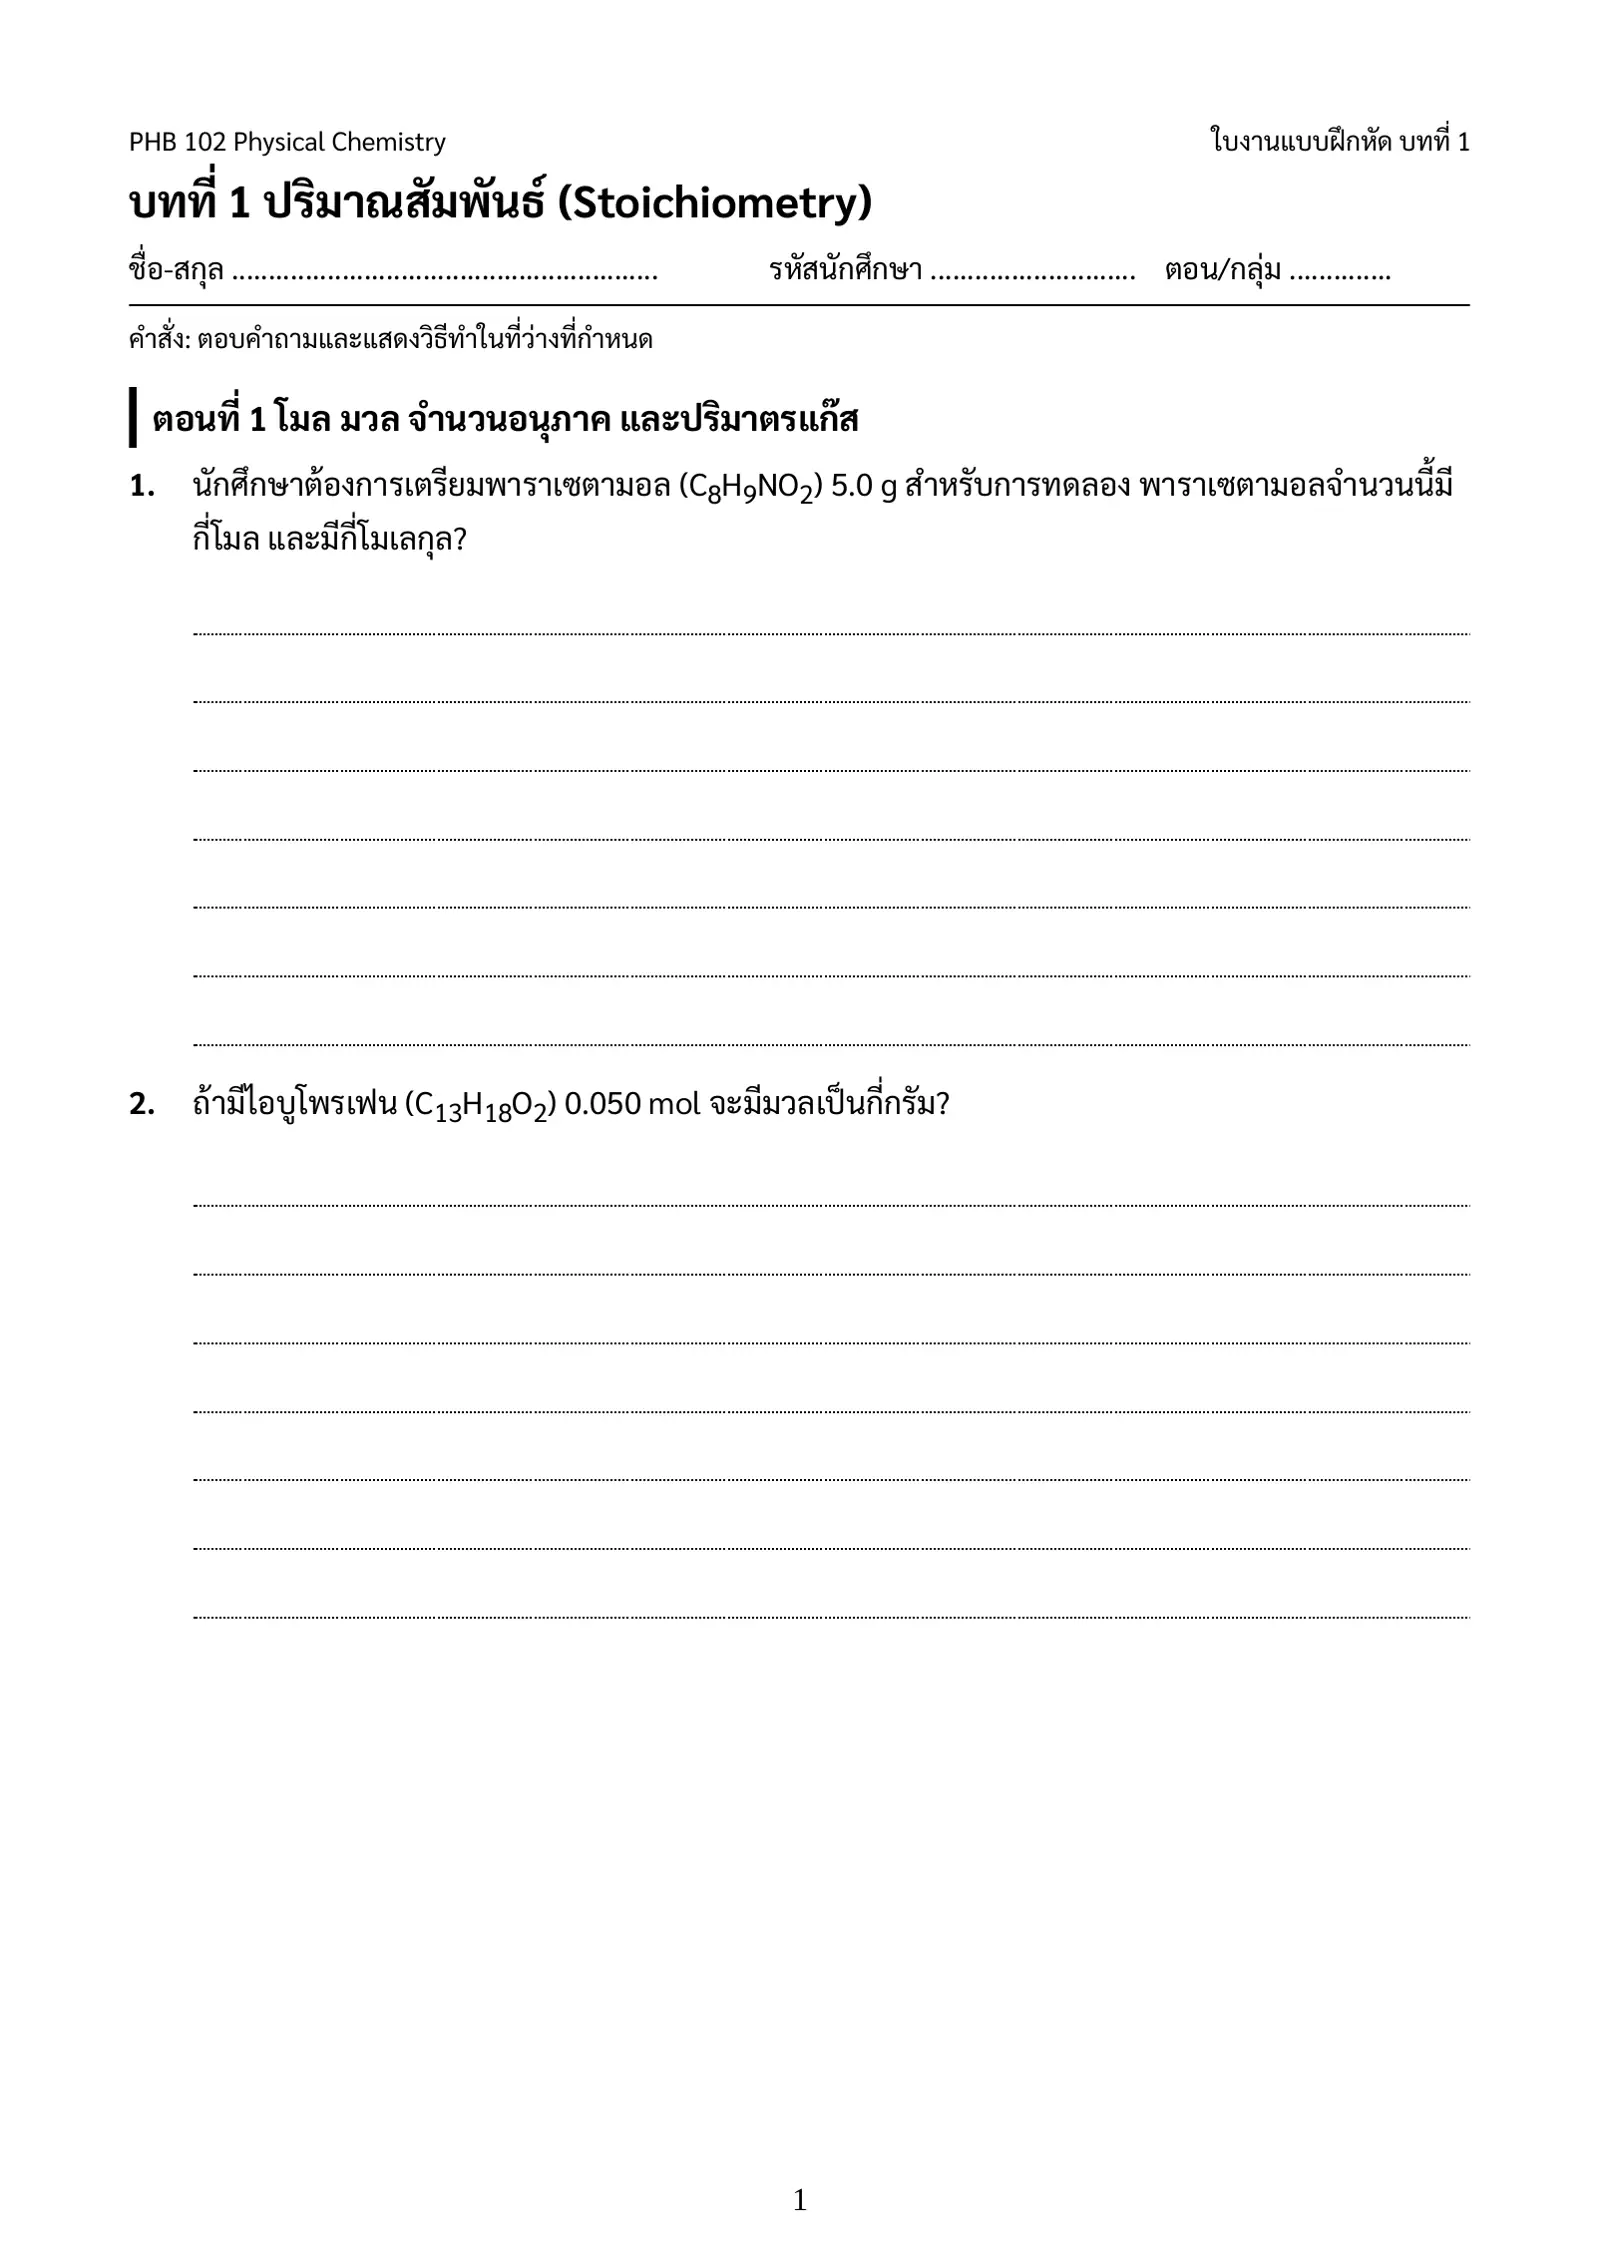 PHB 102 Physical Chemistry ใบงานแบบฝึกหัด บทที่ 1
บทที่ 1 ปริมาณสัมพันธ์ (Stoichiometry)
ชื่อ-สกุล .......................................................... รหัสนักศึกษา ............................ ตอน/กลุ่ม ..............
คำสั่ง: ตอบคำถามและแสดงวิธีทำในที่ว่างที่กำหนด
ตอนที่ 1 โมล มวล จำนวนอนุภาค และปริมาตรแก๊ส
1. นักศึกษาต้องการเตรียมพาราเซตามอล (C₈H₉NO₂) 5.0 g สำหรับการทดลอง พาราเซตามอลจำนวนนี้มี
กี่โมล และมีกี่โมเลกุล?
2. ถ้ามีไอบูโพรเฟน (C₁₃H₁₈O₂) 0.050 mol จะมีมวลเป็นกี่กรัม?
1